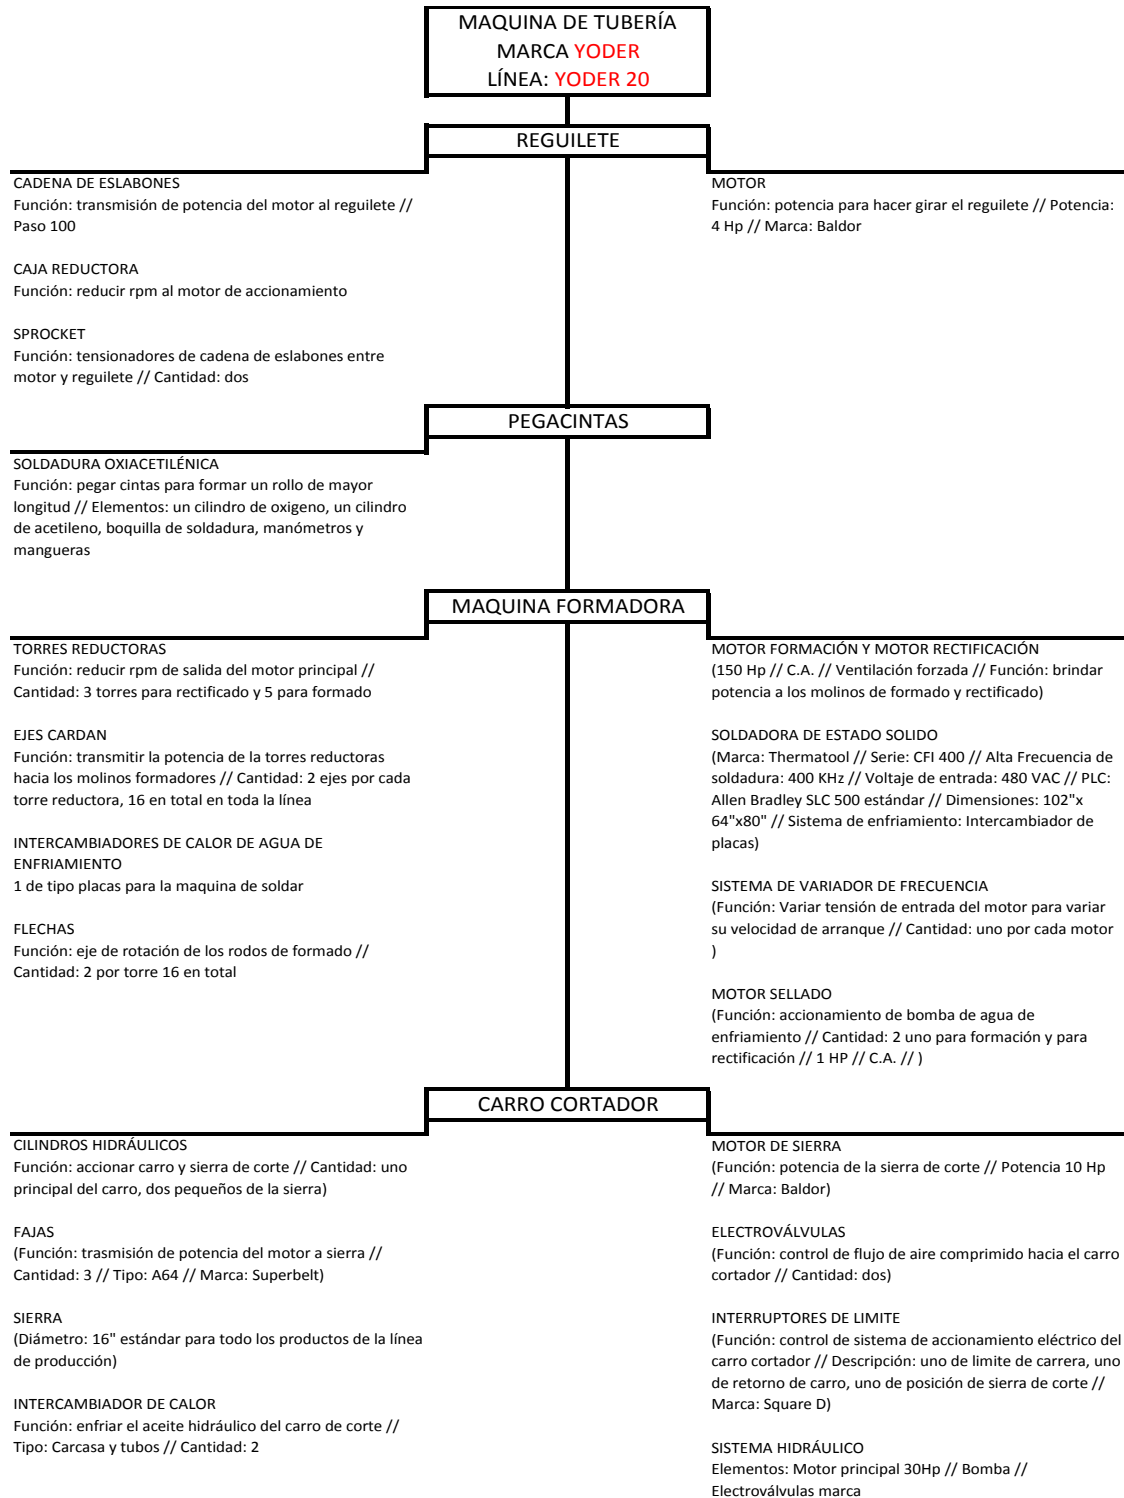 MAQUINA DE TUBERÍA
MARCA YODER
LÍNEA: YODER 20
REGUILETE
CADENA DE ESLABONES
Función: transmisión de potencia del motor al reguilete //
Paso 100
CAJA REDUCTORA
Función: reducir rpm al motor de accionamiento
SPROCKET
Función: tensionadores de cadena de eslabones entre
motor y reguilete // Cantidad: dos
MOTOR
Función: potencia para hacer girar el reguilete // Potencia:
4 Hp // Marca: Baldor
PEGACINTAS
SOLDADURA OXIACETILÉNICA
Función: pegar cintas para formar un rollo de mayor
longitud // Elementos: un cilindro de oxigeno, un cilindro
de acetileno, boquilla de soldadura, manómetros y
mangueras
MAQUINA FORMADORA
TORRES REDUCTORAS
Función: reducir rpm de salida del motor principal //
Cantidad: 3 torres para rectificado y 5 para formado
EJES CARDAN
Función: transmitir la potencia de la torres reductoras
hacia los molinos formadores // Cantidad: 2 ejes por cada
torre reductora, 16 en total en toda la línea
INTERCAMBIADORES DE CALOR DE AGUA DE
ENFRIAMIENTO
1 de tipo placas para la maquina de soldar
FLECHAS
Función: eje de rotación de los rodos de formado //
Cantidad: 2 por torre 16 en total
MOTOR FORMACIÓN Y MOTOR RECTIFICACIÓN
(150 Hp // C.A. // Ventilación forzada // Función: brindar
potencia a los molinos de formado y rectificado)
SOLDADORA DE ESTADO SOLIDO
(Marca: Thermatool // Serie: CFI 400 // Alta Frecuencia de
soldadura: 400 KHz // Voltaje de entrada: 480 VAC // PLC:
Allen Bradley SLC 500 estándar // Dimensiones: 102"x
64"x80" // Sistema de enfriamiento: Intercambiador de
placas)
SISTEMA DE VARIADOR DE FRECUENCIA
(Función: Variar tensión de entrada del motor para variar
su velocidad de arranque // Cantidad: uno por cada motor
)
MOTOR SELLADO
(Función: accionamiento de bomba de agua de
enfriamiento // Cantidad: 2 uno para formación y para
rectificación // 1 HP // C.A. // )
CARRO CORTADOR
CILINDROS HIDRÁULICOS
Función: accionar carro y sierra de corte // Cantidad: uno
principal del carro, dos pequeños de la sierra)
FAJAS
(Función: trasmisión de potencia del motor a sierra //
Cantidad: 3 // Tipo: A64 // Marca: Superbelt)
SIERRA
(Diámetro: 16" estándar para todo los productos de la línea
de producción)
INTERCAMBIADOR DE CALOR
Función: enfriar el aceite hidráulico del carro de corte //
Tipo: Carcasa y tubos // Cantidad: 2
MOTOR DE SIERRA
(Función: potencia de la sierra de corte // Potencia 10 Hp
// Marca: Baldor)
ELECTROVÁLVULAS
(Función: control de flujo de aire comprimido hacia el carro
cortador // Cantidad: dos)
INTERRUPTORES DE LIMITE
(Función: control de sistema de accionamiento eléctrico del
carro cortador // Descripción: uno de limite de carrera, uno
de retorno de carro, uno de posición de sierra de corte //
Marca: Square D)
SISTEMA HIDRÁULICO
Elementos: Motor principal 30Hp // Bomba //
Electroválvulas marca